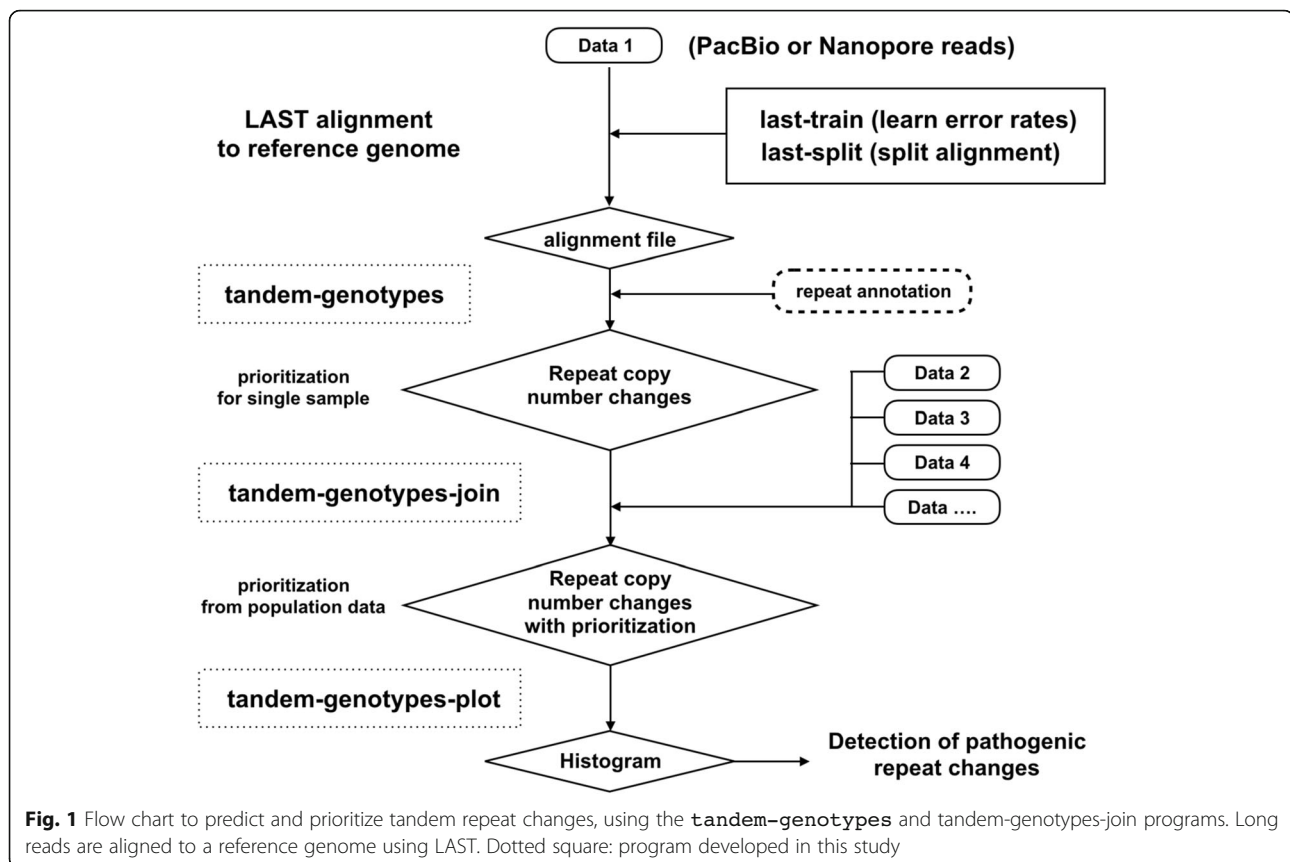 Data 1
(PacBio or Nanopore reads)
LAST alignment
to reference genome
last-train (learn error rates)
last-split (split alignment)
alignment file
tandem-genotypes
repeat annotation
prioritization
for single sample
Repeat copy
number changes
Data 2
Data 3
Data 4
Data ....
tandem-genotypes-join
prioritization
from population data
Repeat copy
number changes
with prioritization
tandem-genotypes-plot
Histogram
Detection of pathogenic
repeat changes
Fig. 1 Flow chart to predict and prioritize tandem repeat changes, using the tandem-genotypes and tandem-genotypes-join programs. Long
reads are aligned to a reference genome using LAST. Dotted square: program developed in this study